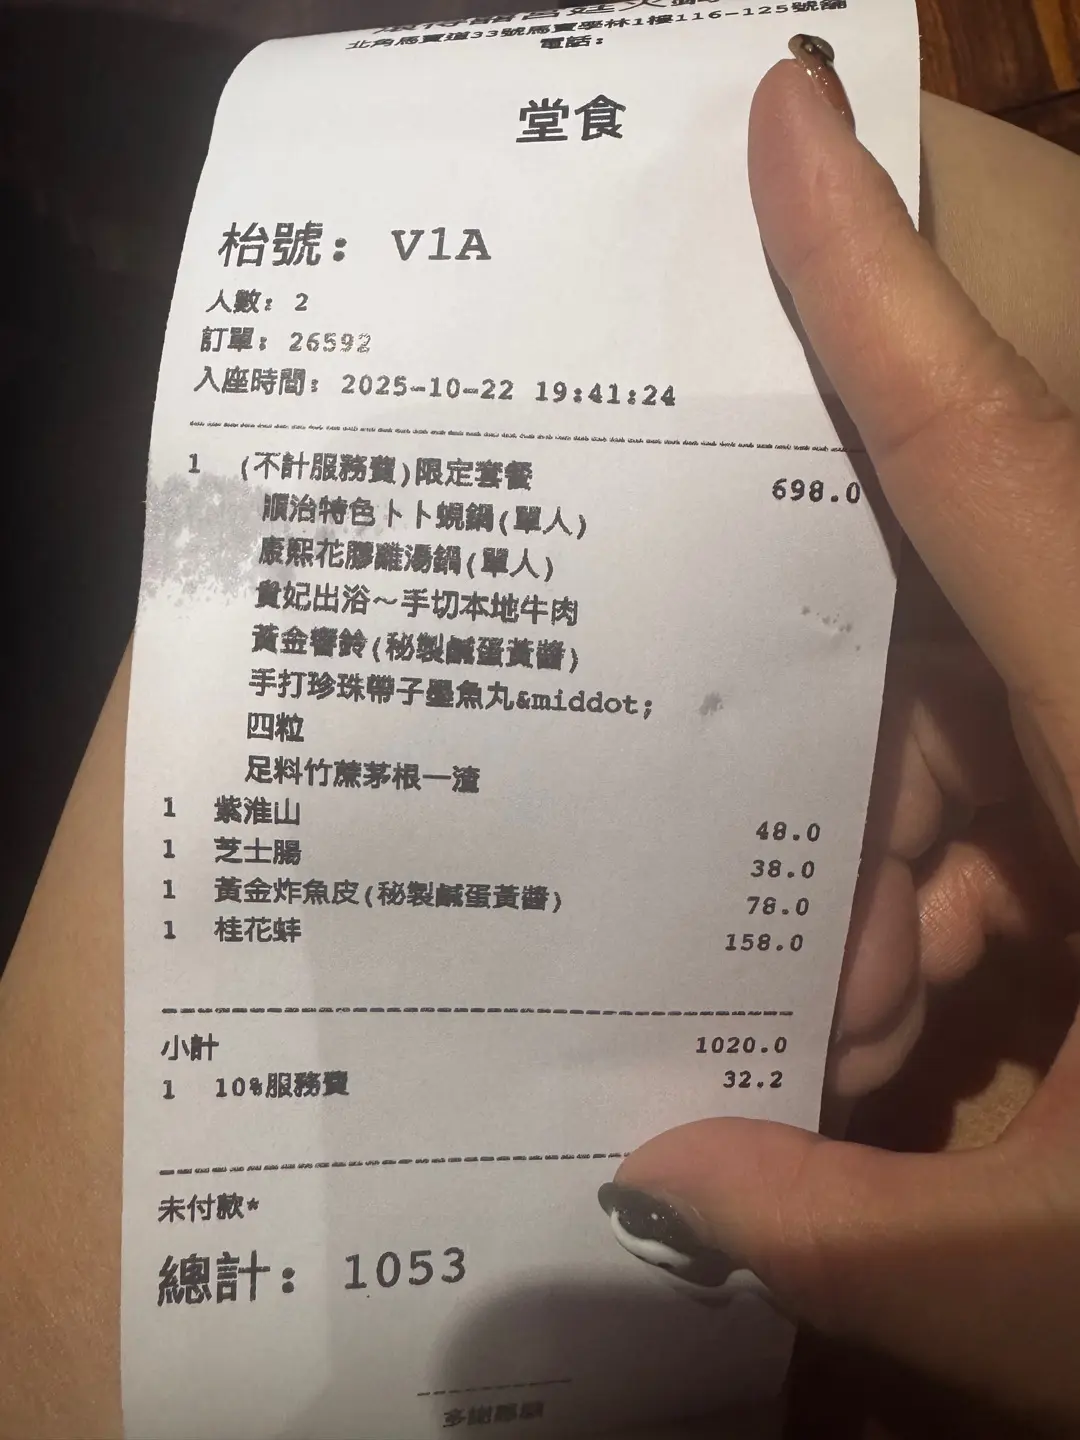 北角馬寶道33號馬寶學林1樓116-125號舖
電話:
堂食
枱號: V1A
人數: 2
訂單: 26592
入座時間: 2025-10-22 19:41:24
1 (不計服務費)限定套餐 698.0
順治特色卜卜蜆鍋(單人)
康熙花膠雞湯鍋(單人)
貴妃出浴～手切本地牛肉
黃金響鈴(秘製鹹蛋黃醬)
手打珍珠帶子墨魚丸&middot;
四粒
足料竹蔗茅根一渣
1 紫淮山 48.0
1 芝士腸 38.0
1 黃金炸魚皮(秘製鹹蛋黃醬) 78.0
1 桂花蚌 158.0
小計 1020.0
1 10%服務費 32.2
未付款*
總計: 1053